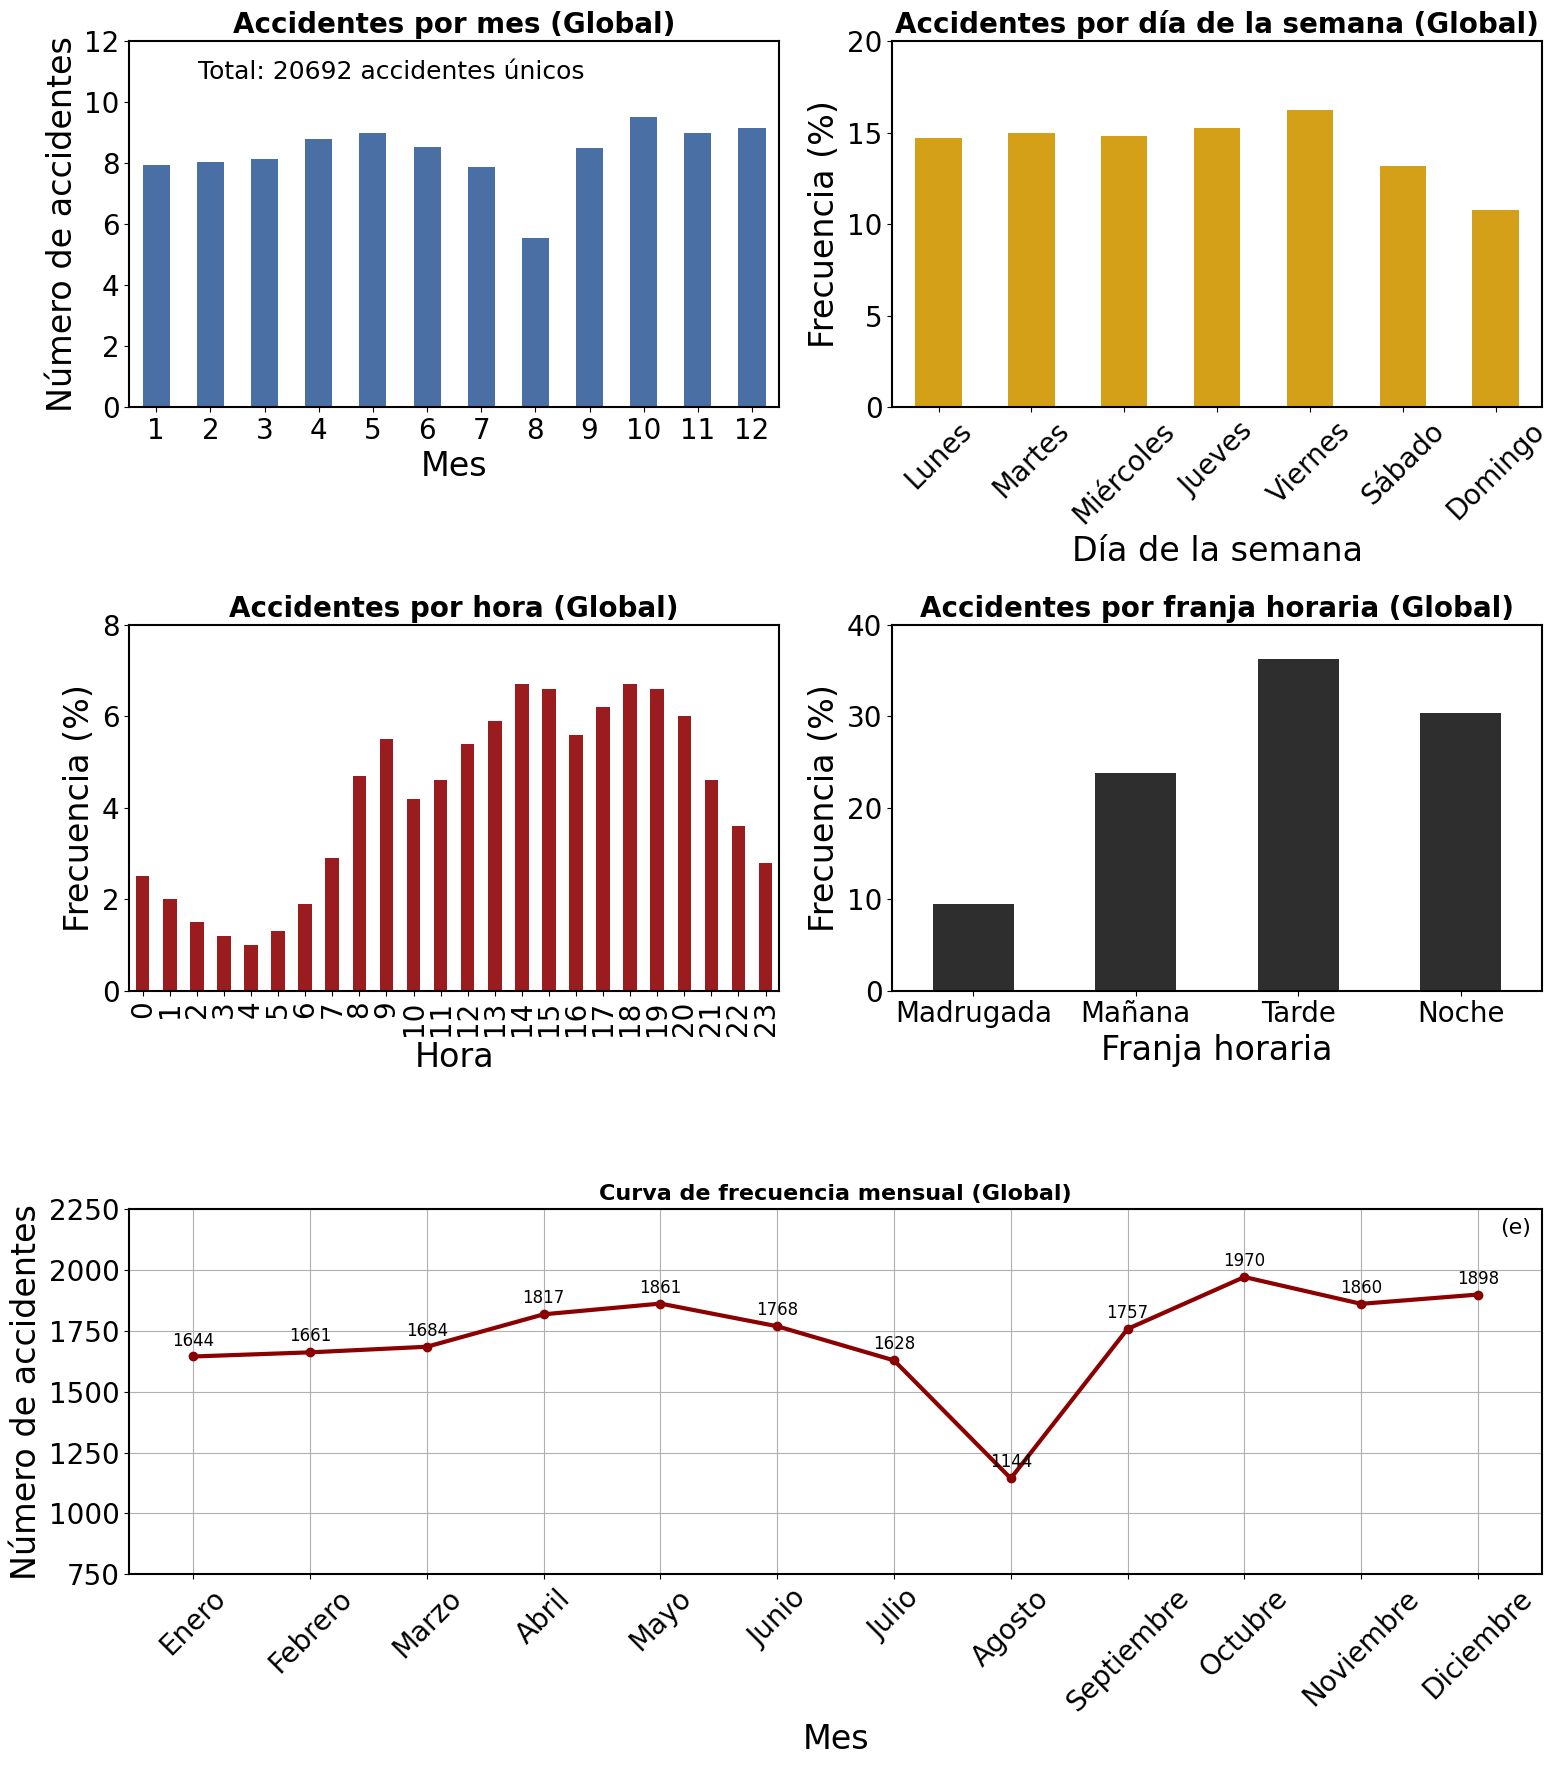 Accidentes por mes (Global)
Total: 20692 accidentes únicos
Número de accidentes
12
10
8
6
4
2
0
1 2 3 4 5 6 7 8 9 10 11 12
Mes
Accidentes por día de la semana (Global)
Frecuencia (%)
20
15
10
5
0
Lunes Martes Miércoles Jueves Viernes Sábado Domingo
Día de la semana
Accidentes por hora (Global)
Frecuencia (%)
8
6
4
2
0
0 1 2 3 4 5 6 7 8 9 10 11 12 13 14 15 16 17 18 19 20 21 22 23
Hora
Accidentes por franja horaria (Global)
Frecuencia (%)
40
30
20
10
0
Madrugada Mañana Tarde Noche
Franja horaria
Curva de frecuencia mensual (Global)
(e)
Número de accidentes
2250
2000
1750
1500
1250
1000
750
1644 1661 1684 1817 1861 1768 1628 1144 1757 1970 1860 1898
Enero Febrero Marzo Abril Mayo Junio Julio Agosto Septiembre Octubre Noviembre Diciembre
Mes